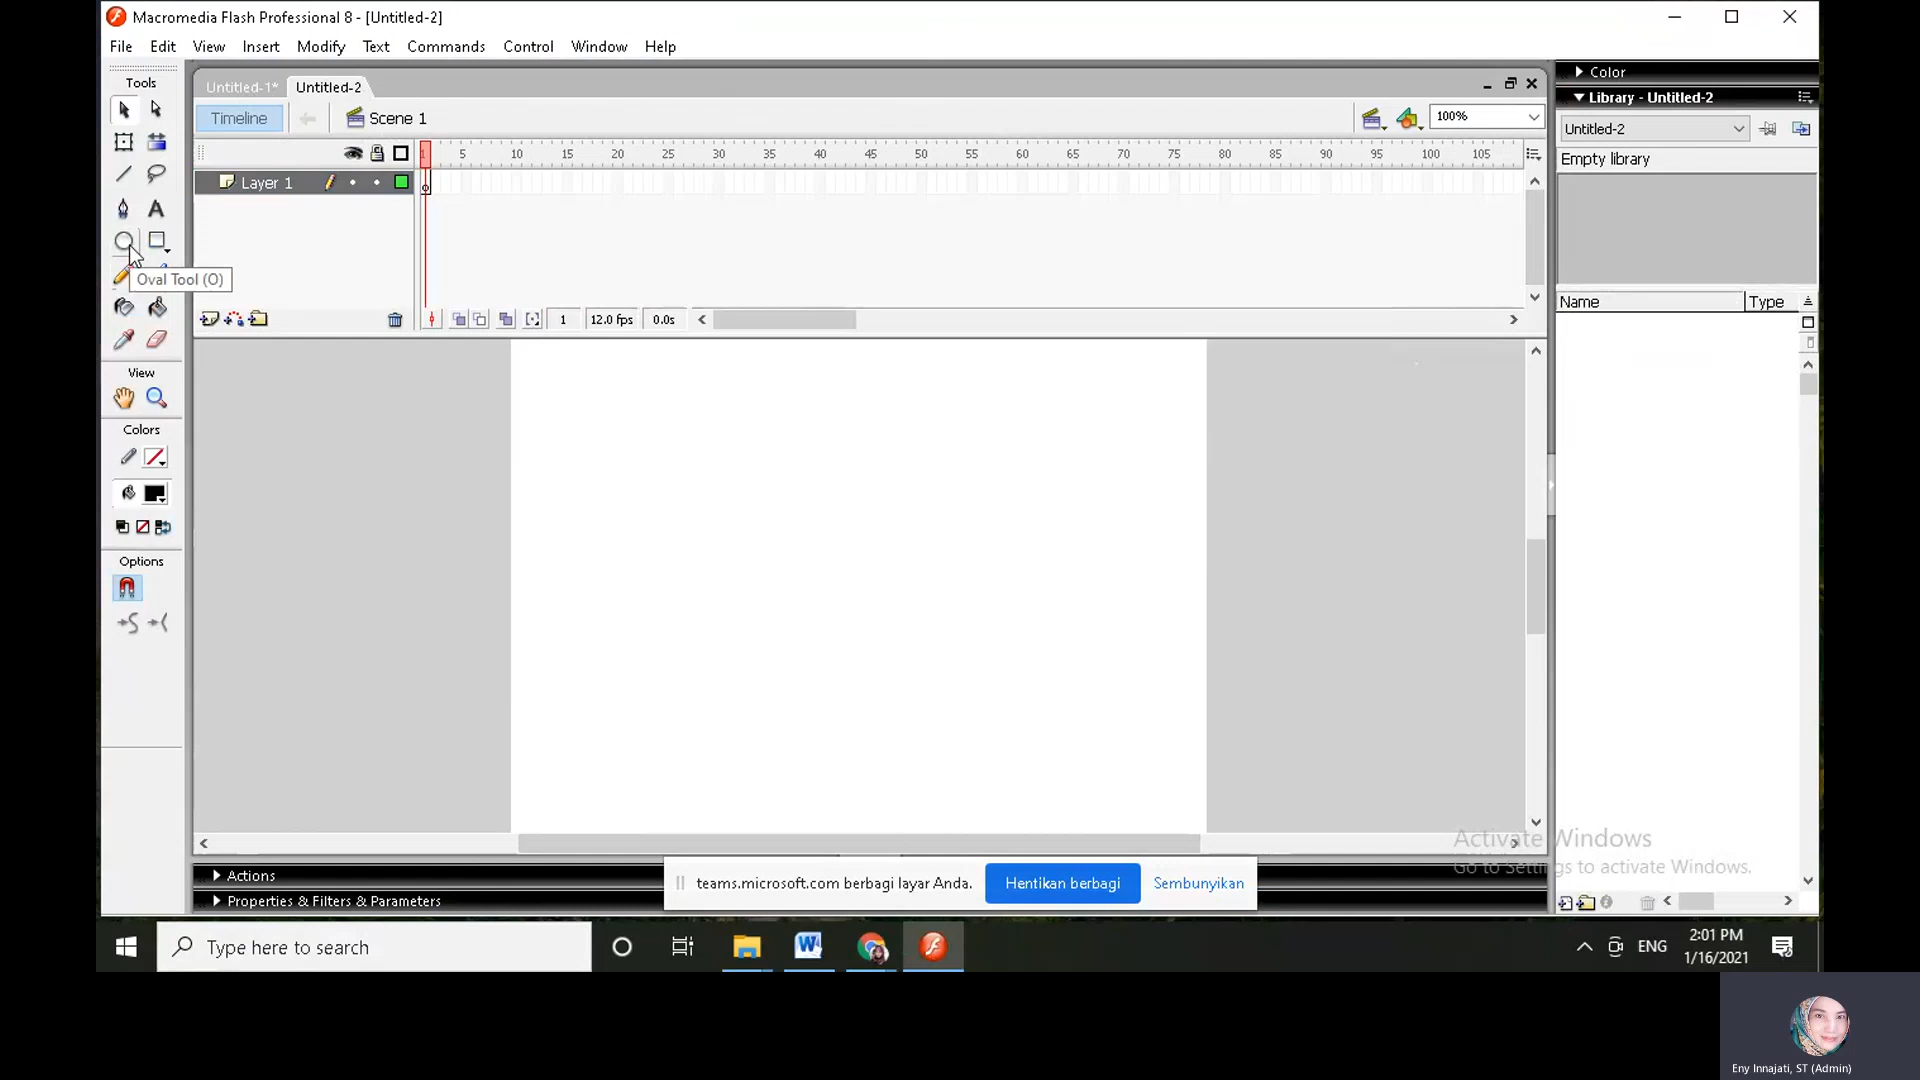 Macromedia Flash Professional 8 - [Untitled-2]
File Edit View Insert Modify Text Commands Control Window Help
Tools
Untitled-1* Untitled-2
Timeline Scene 1 100%
1 5 10 15 20 25 30 35 40 45 50 55 60 65 70 75 80 85 90 95 100 105
Layer 1
Oval Tool (O)
1 12.0 fps 0.0s
View
Colors
Options
Color
Library - Untitled-2
Untitled-2
Empty library
Name Type
Activate Windows
Go to Settings to activate Windows.
Actions
Properties & Filters & Parameters
teams.microsoft.com berbagi layar Anda. Hentikan berbagi Sembunyikan
Type here to search
ENG
2:01 PM
1/16/2021
Eny Innajati, ST (Admin)